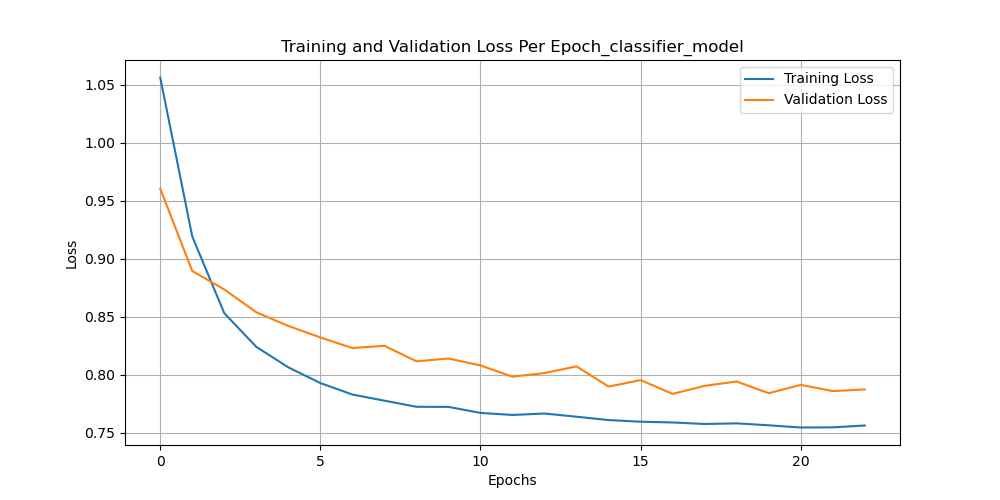 Training and Validation Loss Per Epoch_classifier_model
Training Loss
Validation Loss
1.05
1.00
0.95
0.90
0.85
0.80
0.75
Loss
0
5
10
15
20
Epochs